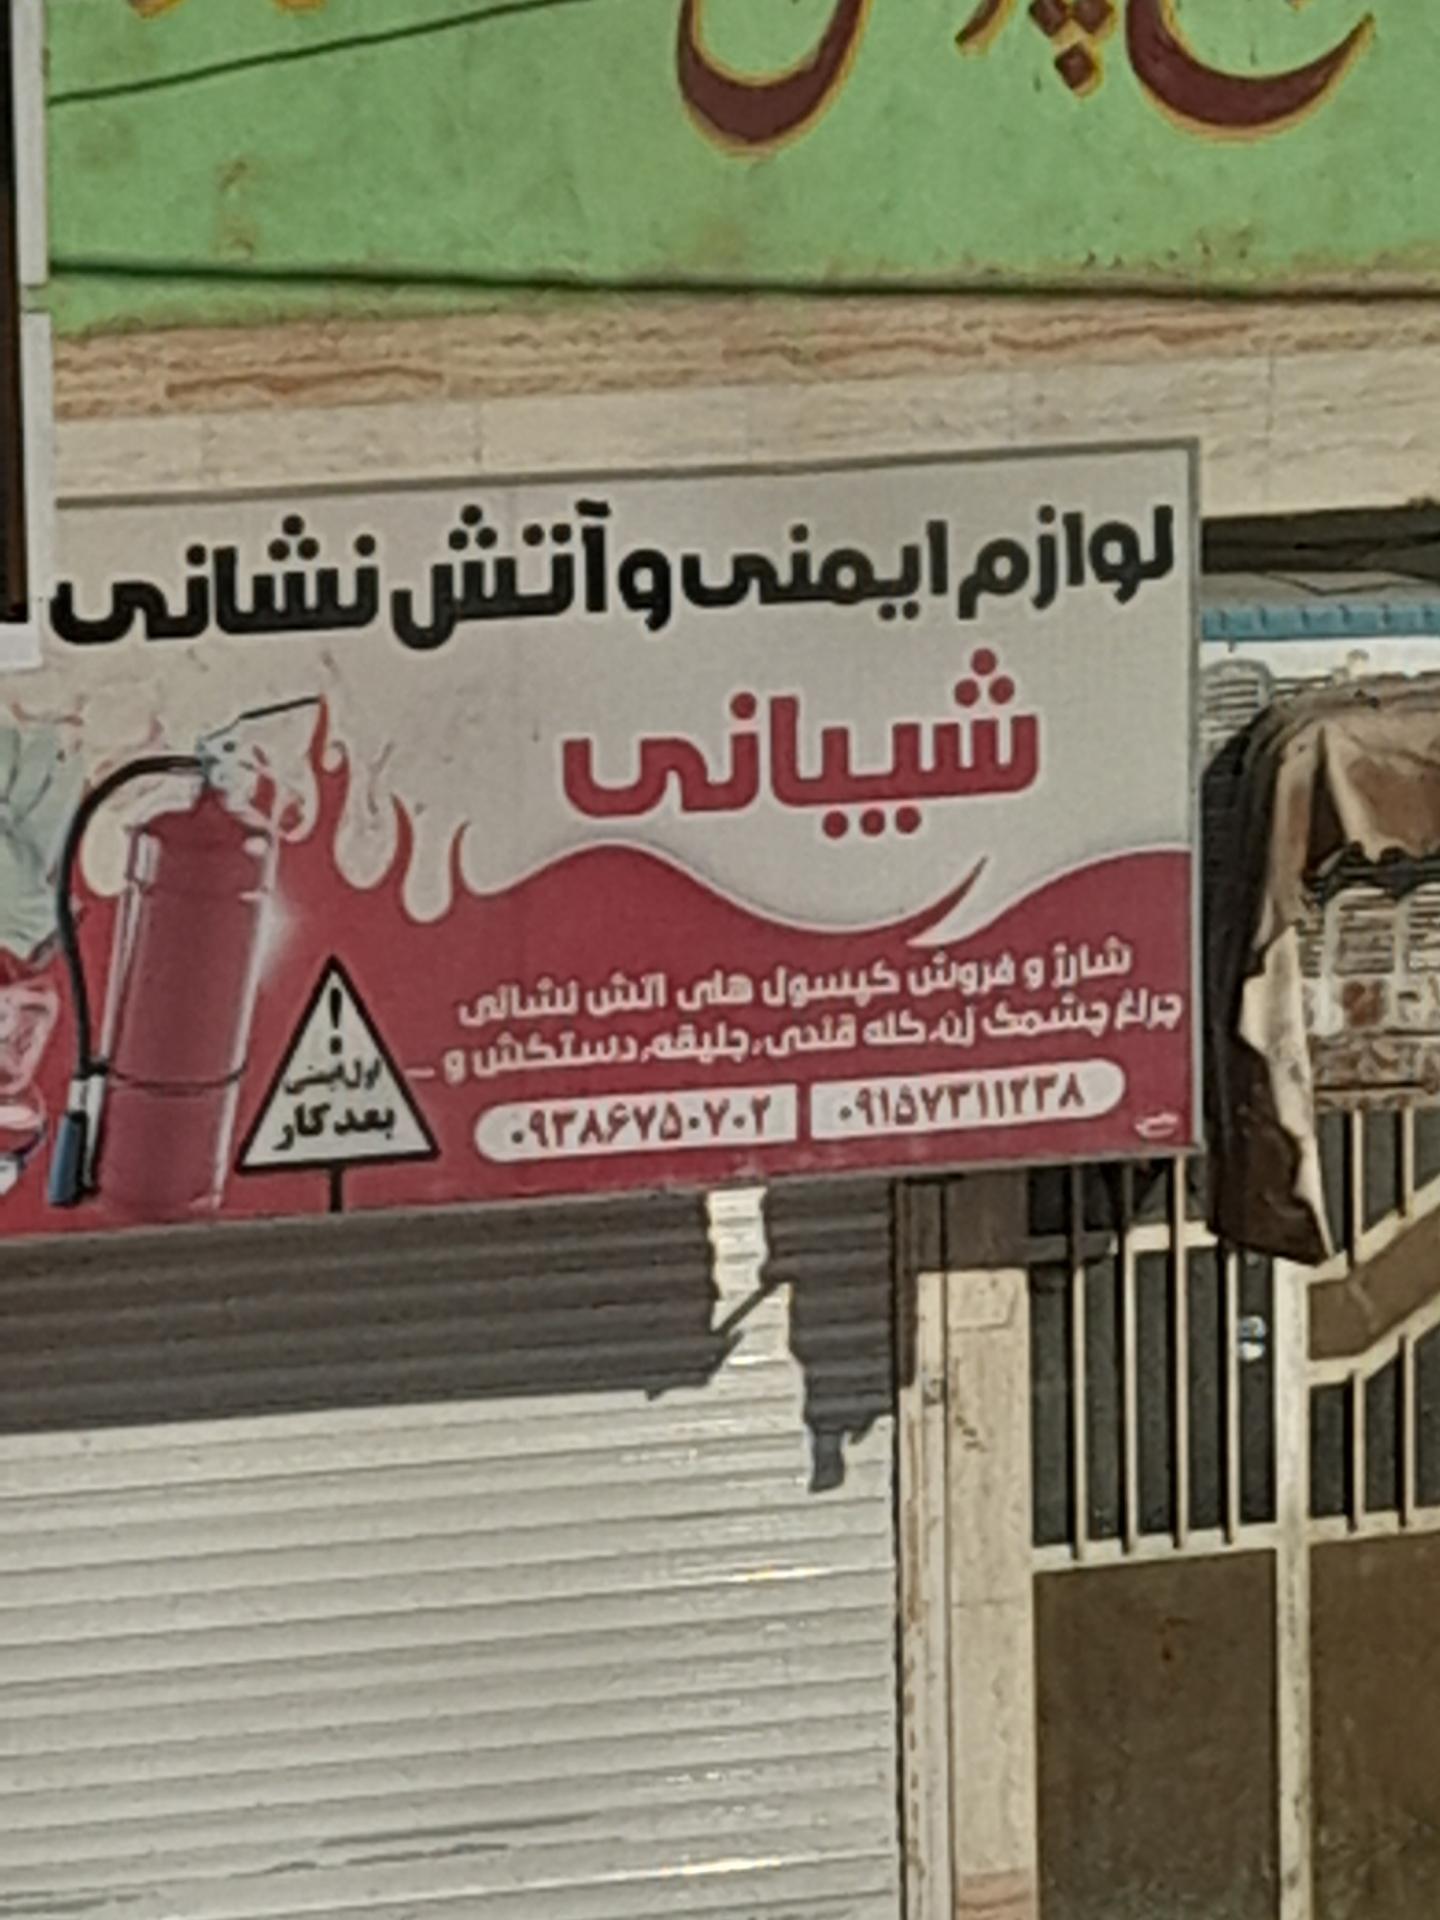 لوازم ایمنی و آتش نشانی
شیبانی
شارژ و فروش کپسول های اتش نشانی
چراغ چشمک زن، کله قندی، جلیقه، دستکش و ...
۰۹۱۵۷۳۱۱۲۳۸
۰۹۳۸۶۷۵۰۷۰۲
!
اول ایمنی
بعد کار